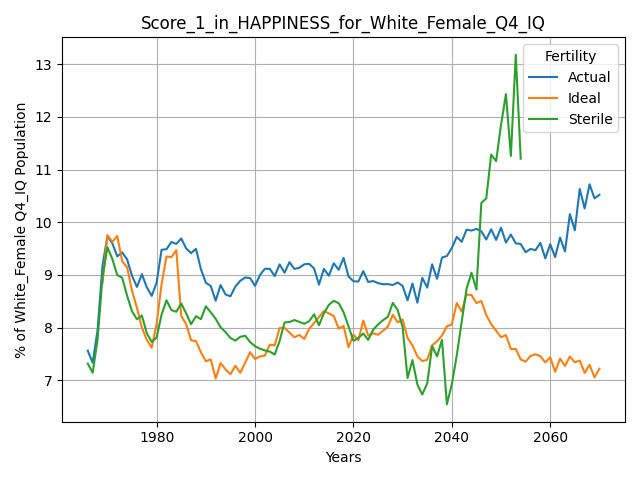 Score_1_in_HAPPINESS_for_White_Female_Q4_IQ
% of White_Female Q4_IQ Population
13
12
11
10
9
8
7
Fertility
Actual
Ideal
Sterile
1980 2000 2020 2040 2060
Years